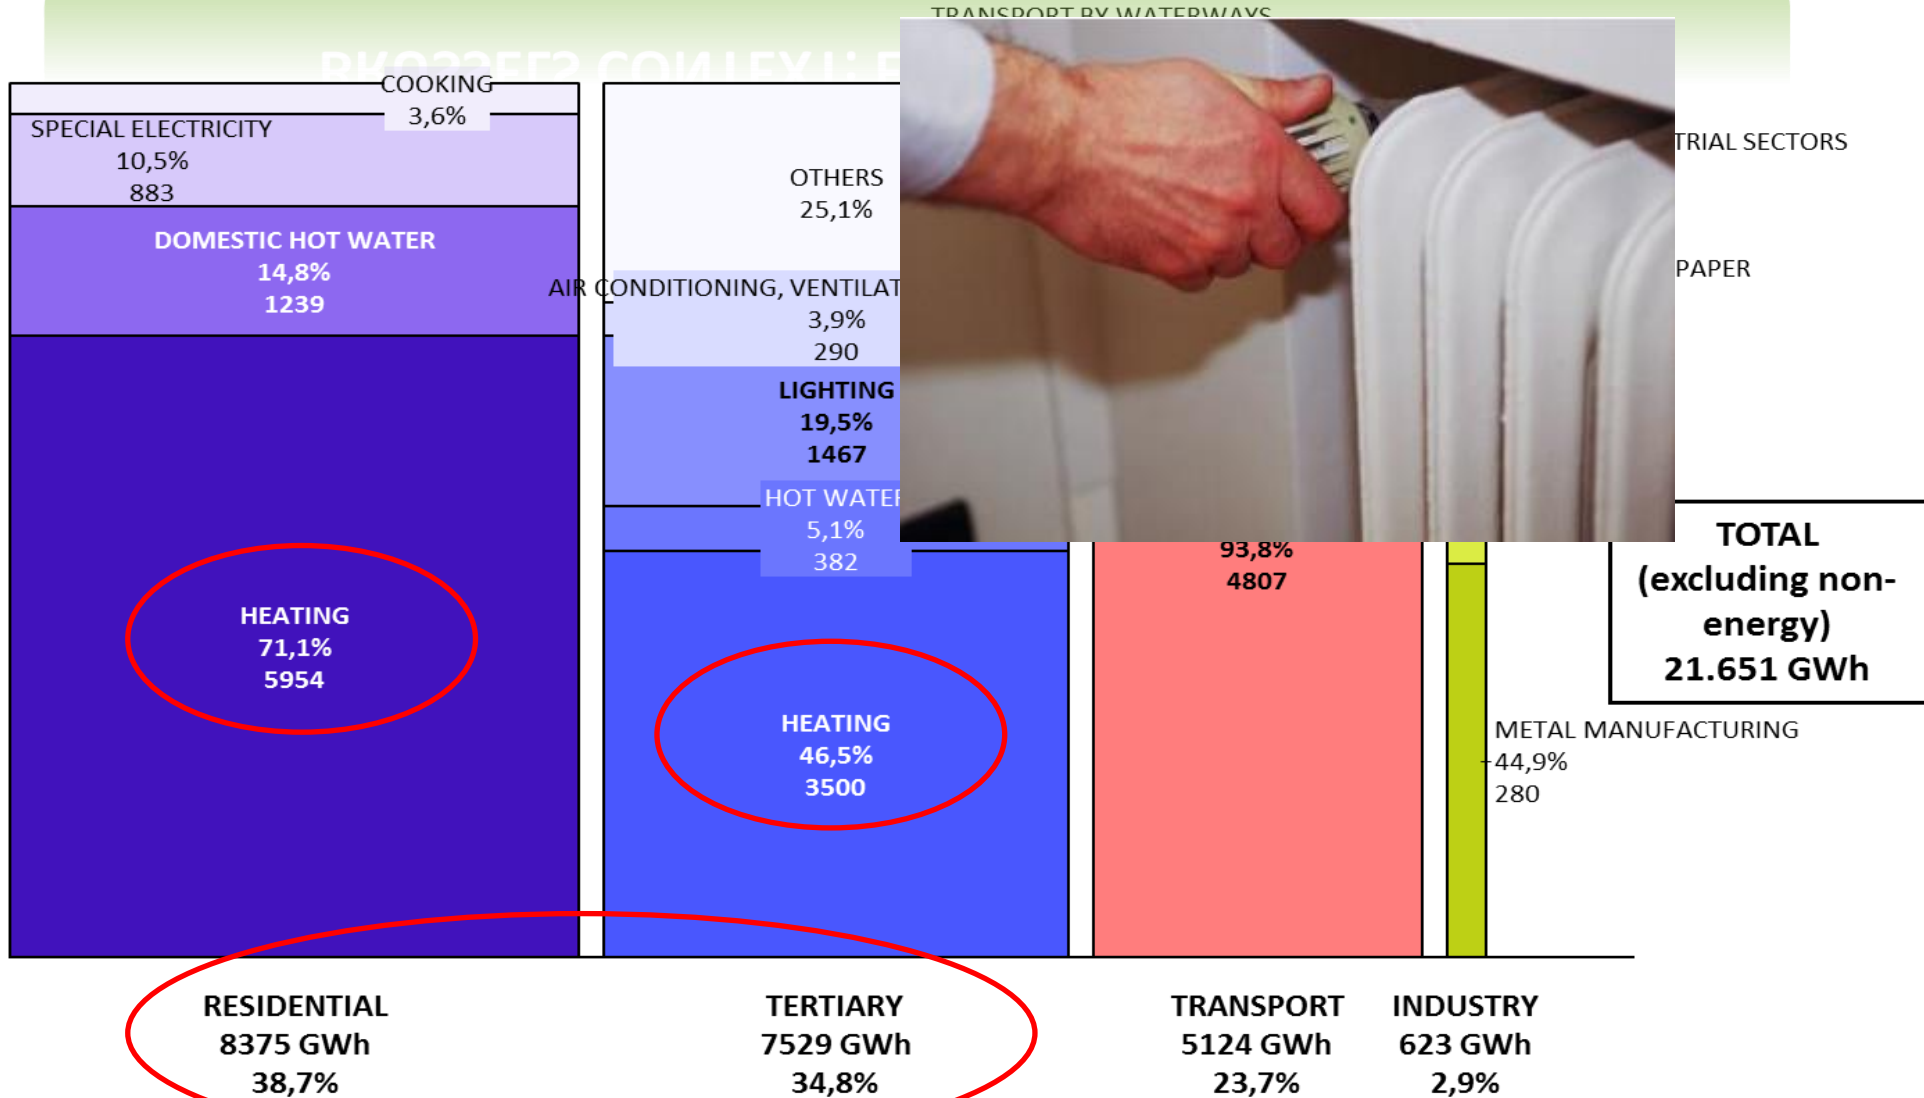 TRANSPORT BY WATERWAYS
COOKING
3,6%
SPECIAL ELECTRICITY
10,5%
883
DOMESTIC HOT WATER
14,8%
1239
HEATING
71,1%
5954
OTHERS
25,1%
AIR CONDITIONING, VENTILAT
3,9%
290
LIGHTING
19,5%
1467
HOT WATER
5,1%
382
HEATING
46,5%
3500
93,8%
4807
TRIAL SECTORS
PAPER
TOTAL
(excluding non-
energy)
21.651 GWh
METAL MANUFACTURING
44,9%
280
RESIDENTIAL
8375 GWh
38,7%
TERTIARY
7529 GWh
34,8%
TRANSPORT
5124 GWh
23,7%
INDUSTRY
623 GWh
2,9%